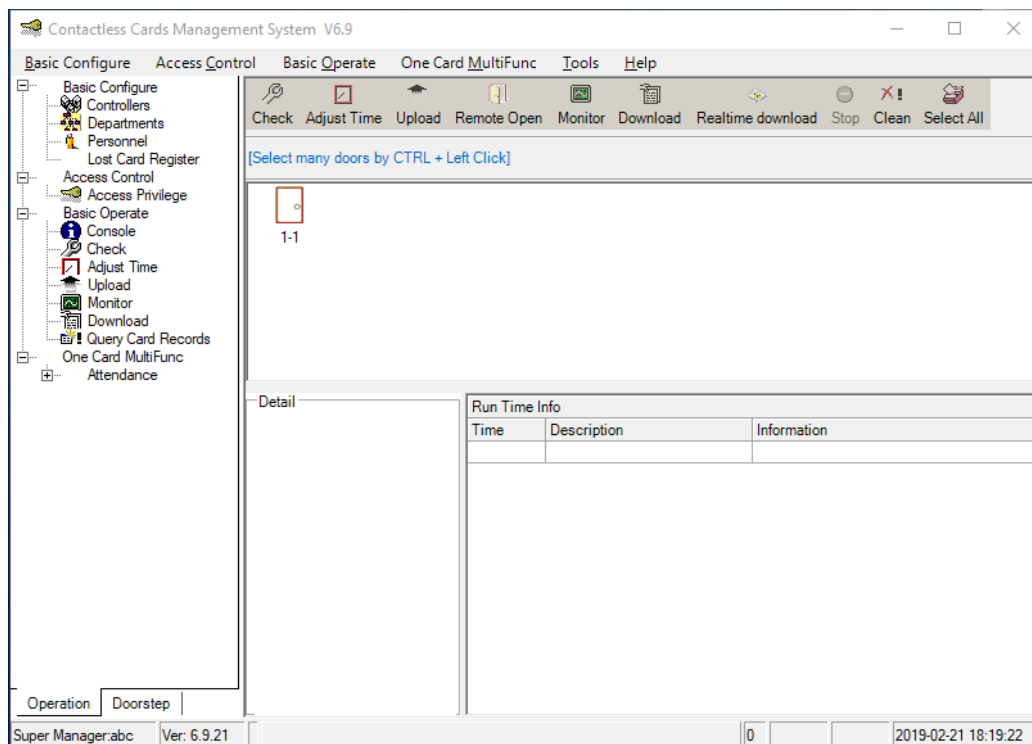 Contactless Cards Management System V6.9
Basic Configure Access Control Basic Operate One Card MultiFunc Tools Help
Basic Configure
Controllers
Departments
Personnel
Lost Card Register
Access Control
Access Privilege
Basic Operate
Console
Check
Adjust Time
Upload
Monitor
Download
Query Card Records
One Card MultiFunc
Attendance
Operation Doorstep
Check Adjust Time Upload Remote Open Monitor Download Realtime download Stop Clean Select All
[Select many doors by CTRL + Left Click]
1-1
Detail
Run Time Info
Time Description Information
Super Manager:abc Ver: 6.9.21 0 2019-02-21 18:19:22